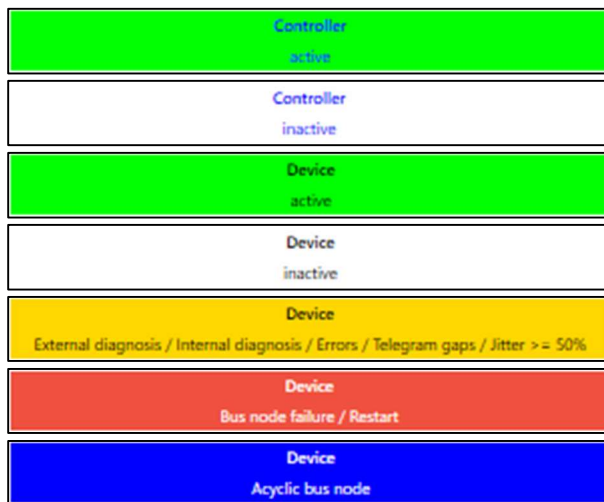 Controller
active
Controller
inactive
Device
active
Device
inactive
Device
External diagnosis / Internal diagnosis / Errors / Telegram gaps / Jitter >= 50%
Device
Bus node failure / Restart
Device
Acyclic bus node